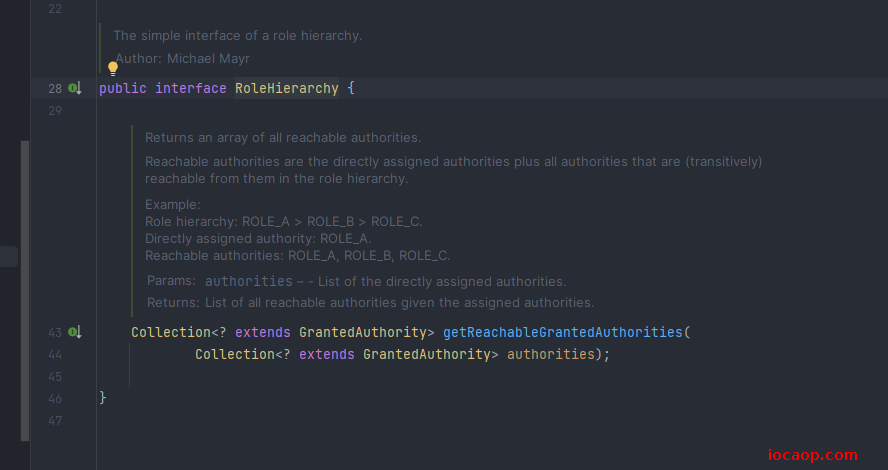 22
The simple interface of a role hierarchy.
Author: Michael Mayr
28 public interface RoleHierarchy {
29
Returns an array of all reachable authorities.
Reachable authorities are the directly assigned authorities plus all authorities that are (transitively)
reachable from them in the role hierarchy.
Example:
Role hierarchy: ROLE_A > ROLE_B > ROLE_C.
Directly assigned authority: ROLE_A.
Reachable authorities: ROLE_A, ROLE_B, ROLE_C.
Params: authorities – - List of the directly assigned authorities.
Returns: List of all reachable authorities given the assigned authorities.
43 Collection<? extends GrantedAuthority> getReachableGrantedAuthorities(
44 Collection<? extends GrantedAuthority> authorities);
45
46 }
47
iocaop.com